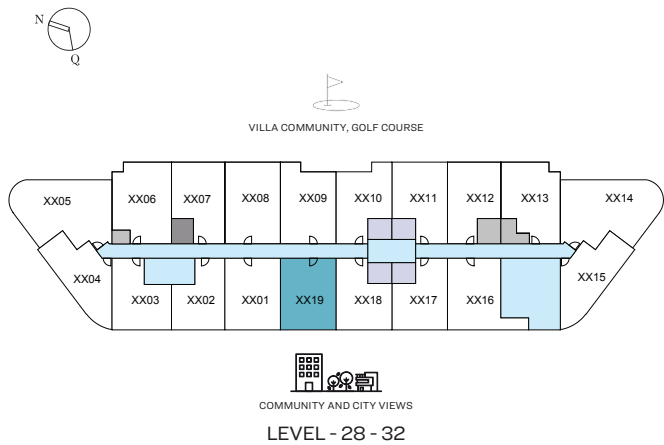 N
Q
VILLA COMMUNITY, GOLF COURSE
XX05 XX06 XX07 XX08 XX09 XX10 XX11 XX12 XX13 XX14
XX04 XX03 XX02 XX01 XX19 XX18 XX17 XX16 XX15
COMMUNITY AND CITY VIEWS
LEVEL - 28 - 32